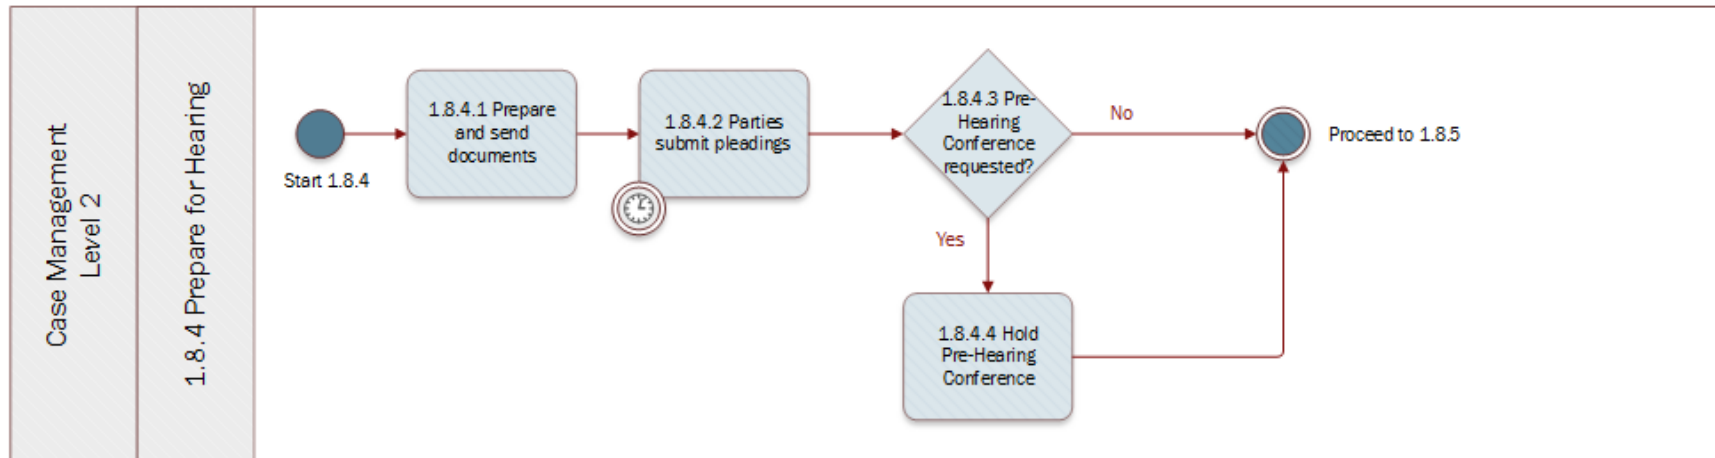 Case Management
Level 2
1.8.4 Prepare for Hearing
Start 1.8.4
1.8.4.1 Prepare
and send
documents
1.8.4.2 Parties
submit pleadings
1.8.4.3 Pre-
Hearing
Conference
requested?
No
Yes
1.8.4.4 Hold
Pre-Hearing
Conference
Proceed to 1.8.5